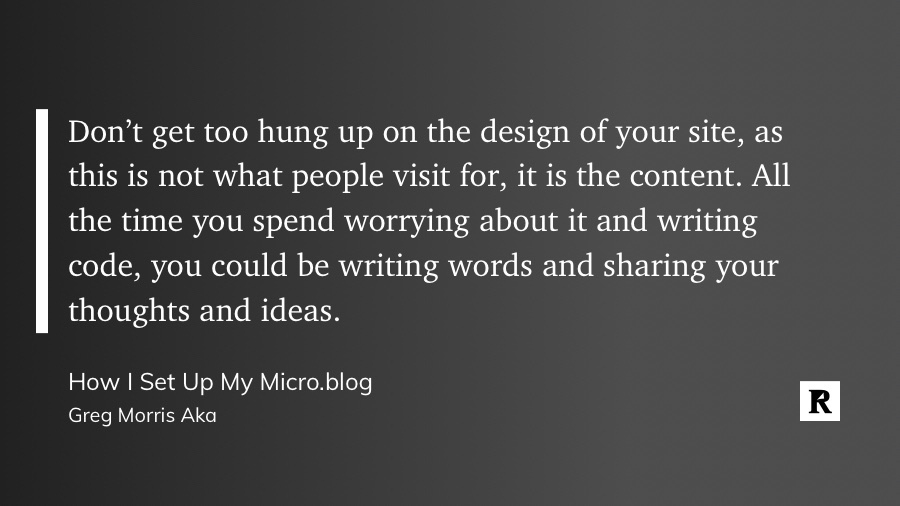 Don’t get too hung up on the design of your site, as
this is not what people visit for, it is the content. All
the time you spend worrying about it and writing
code, you could be writing words and sharing your
thoughts and ideas.
How I Set Up My Micro.blog
Greg Morris Aka
R